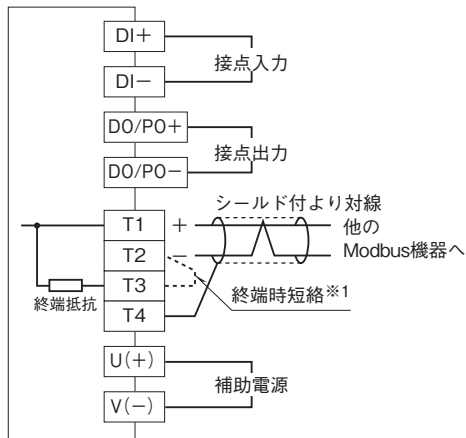 DI+
DI−
接点入力
DO/PO+
DO/PO−
接点出力
シールド付より対線
T1
+
他の
Modbus機器へ
T2
−
T3
終端抵抗
終端時短絡※1
T4
U(+)
V(−)
補助電源